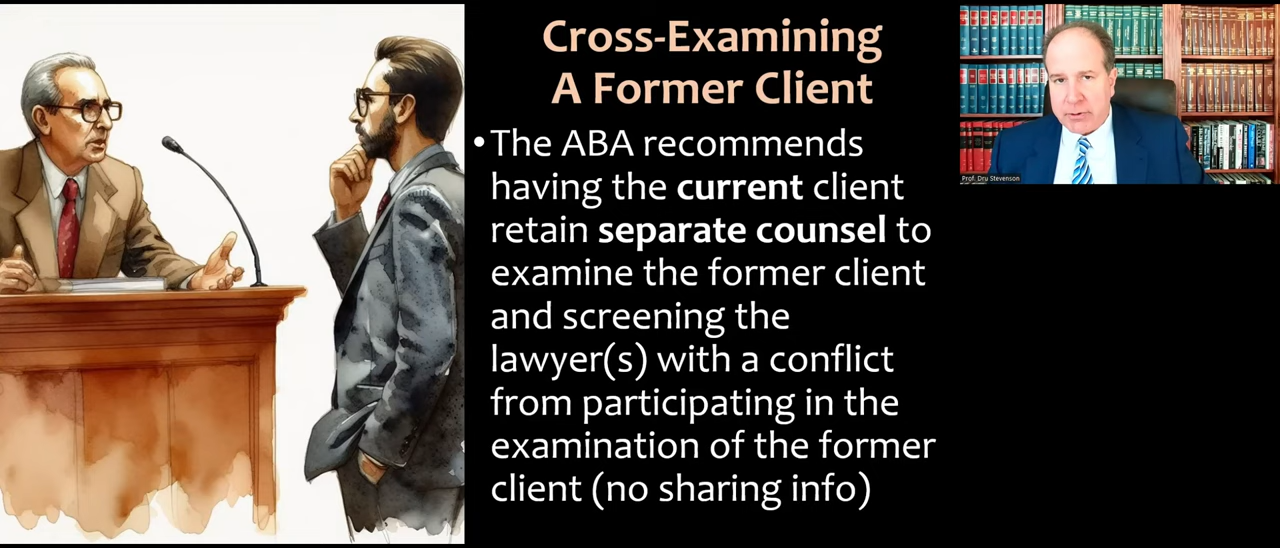 Cross-Examining
A Former Client
•The ABA recommends
having the current client
retain separate counsel to
examine the former client
and screening the
lawyer(s) with a conflict
from participating in the
examination of the former
client (no sharing info)
Prof. Dru Stevenson